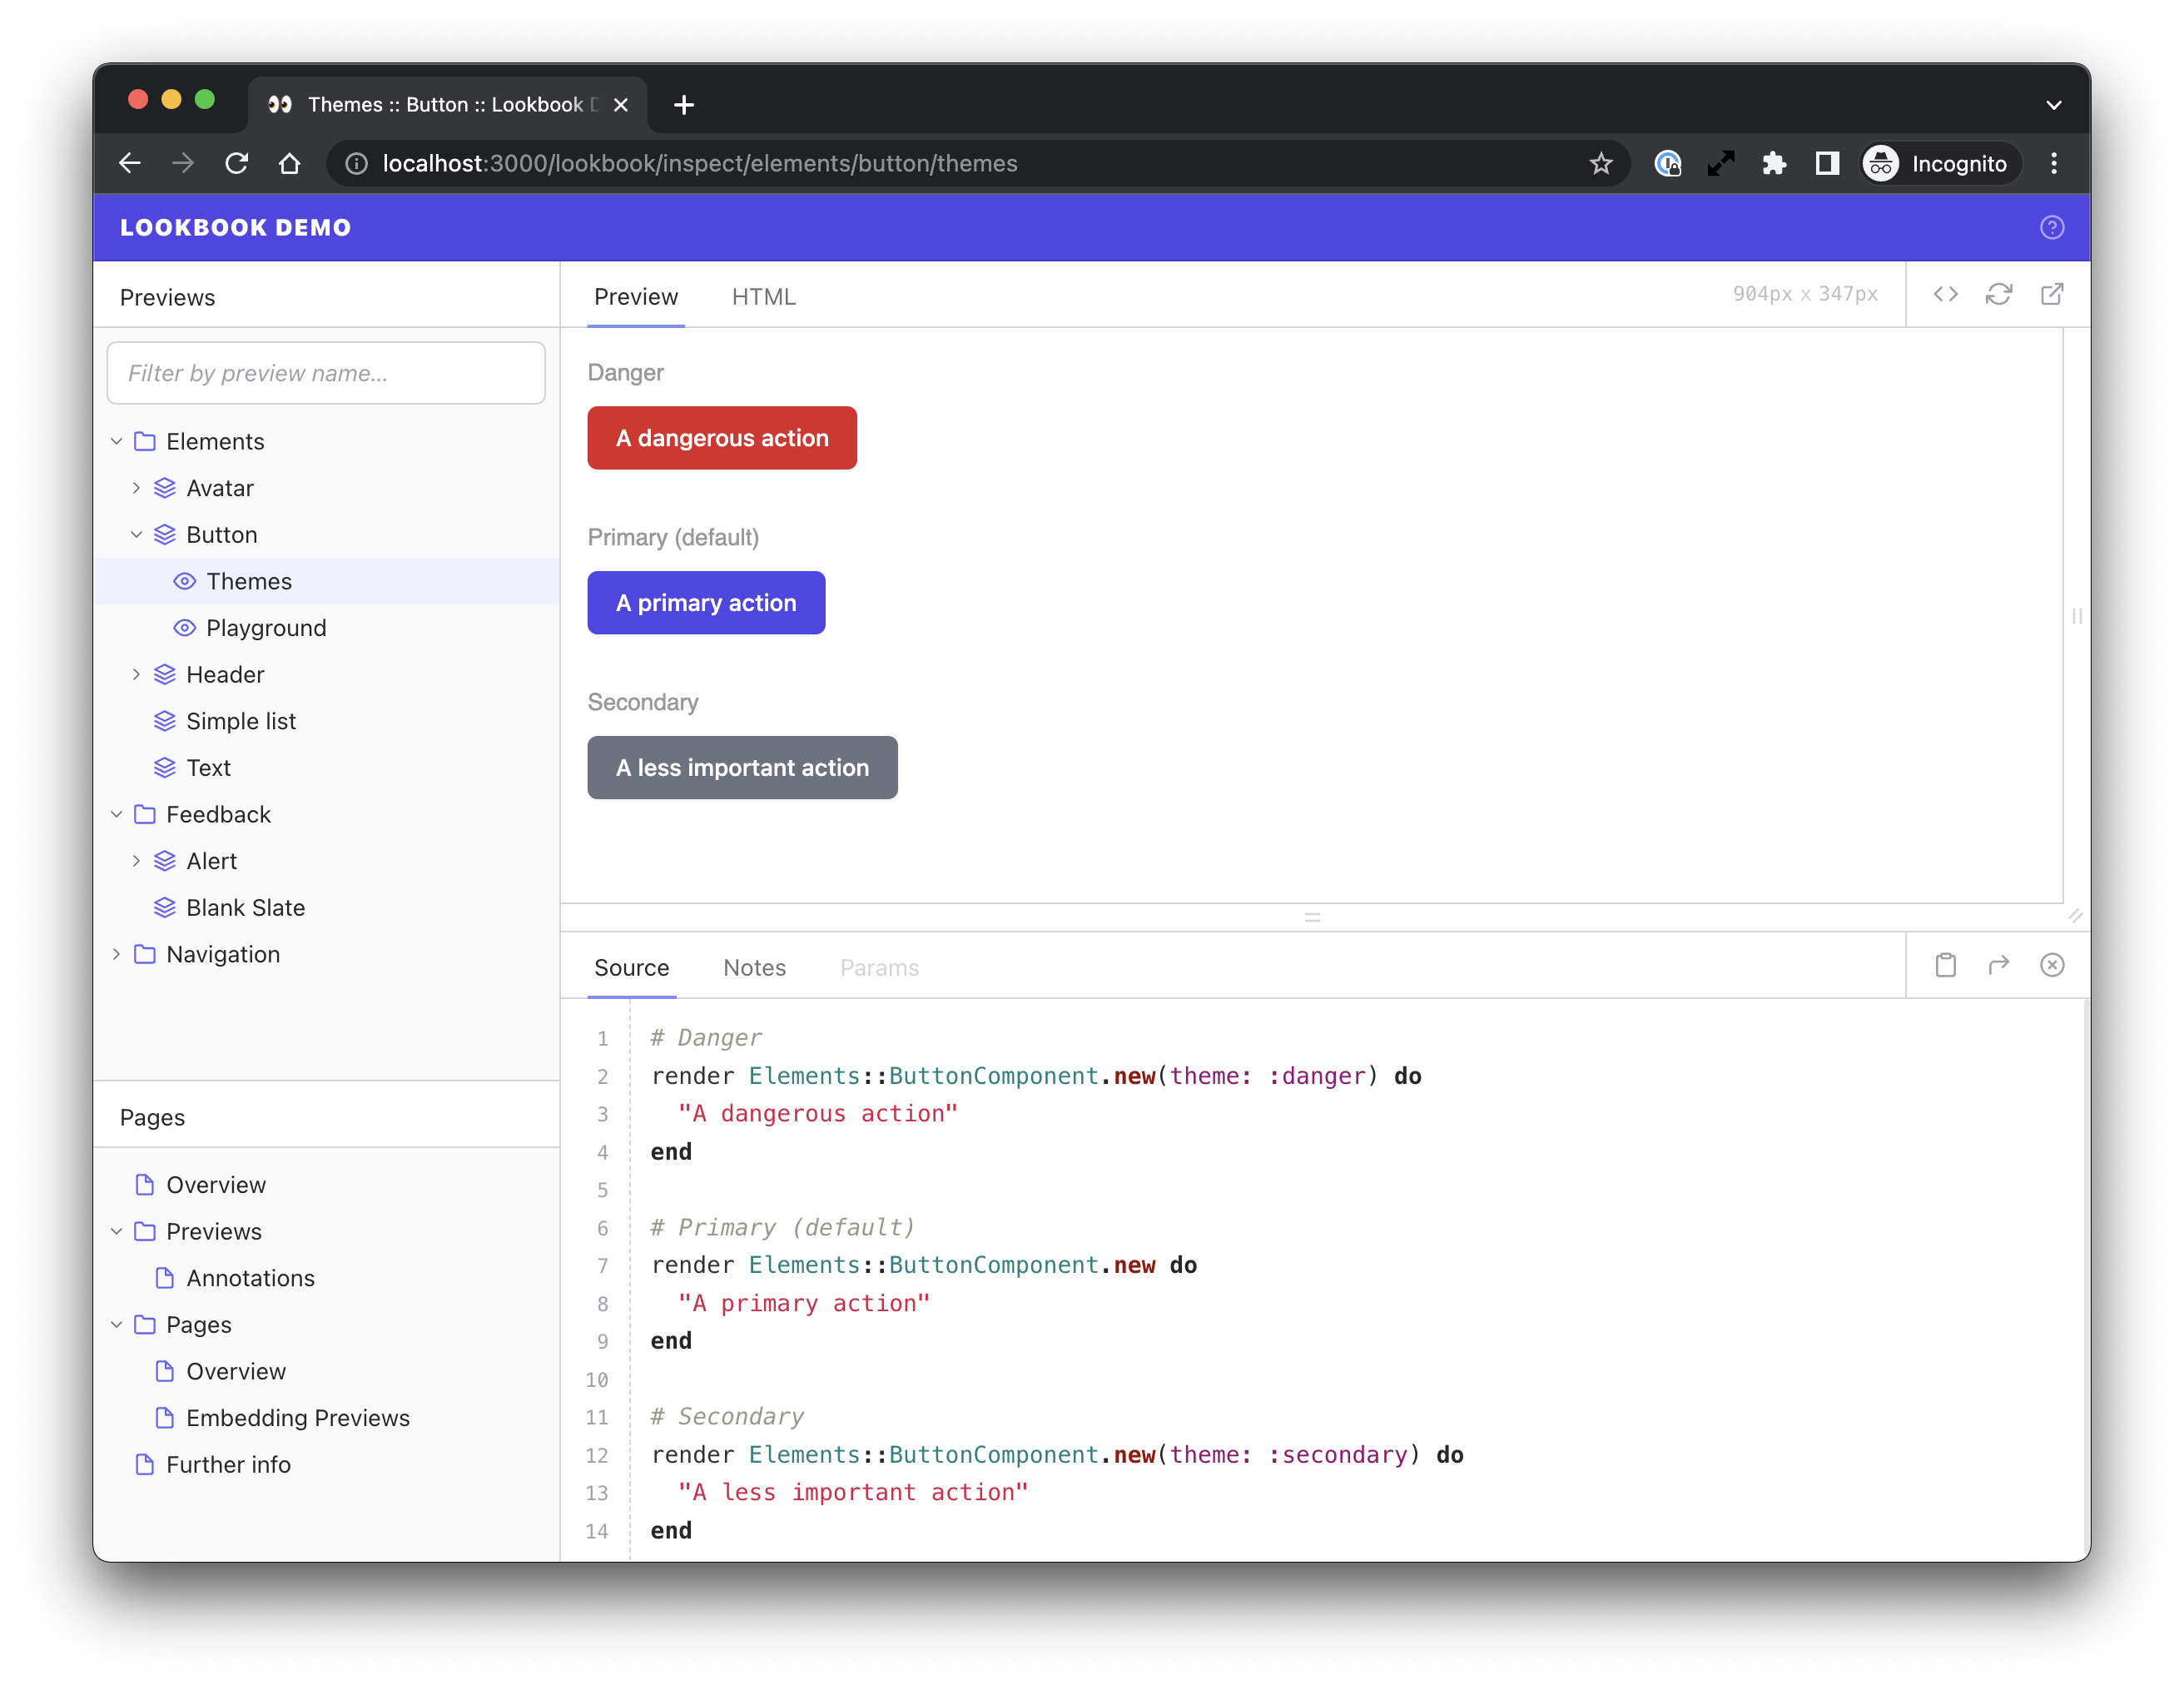 Themes :: Button :: Lookbook
localhost:3000/lookbook/inspect/elements/button/themes
Incognito
LOOKBOOK DEMO
Previews
Filter by preview name...
Elements
Avatar
Button
Themes
Playground
Header
Simple list
Text
Feedback
Alert
Blank Slate
Navigation
Pages
Overview
Previews
Annotations
Pages
Overview
Embedding Previews
Further info
Preview HTML 904px x 347px
Danger
A dangerous action
Primary (default)
A primary action
Secondary
A less important action
Source Notes Params
1 # Danger
2 render Elements::ButtonComponent.new(theme: :danger) do
3 "A dangerous action"
4 end
5
6 # Primary (default)
7 render Elements::ButtonComponent.new do
8 "A primary action"
9 end
10
11 # Secondary
12 render Elements::ButtonComponent.new(theme: :secondary) do
13 "A less important action"
14 end